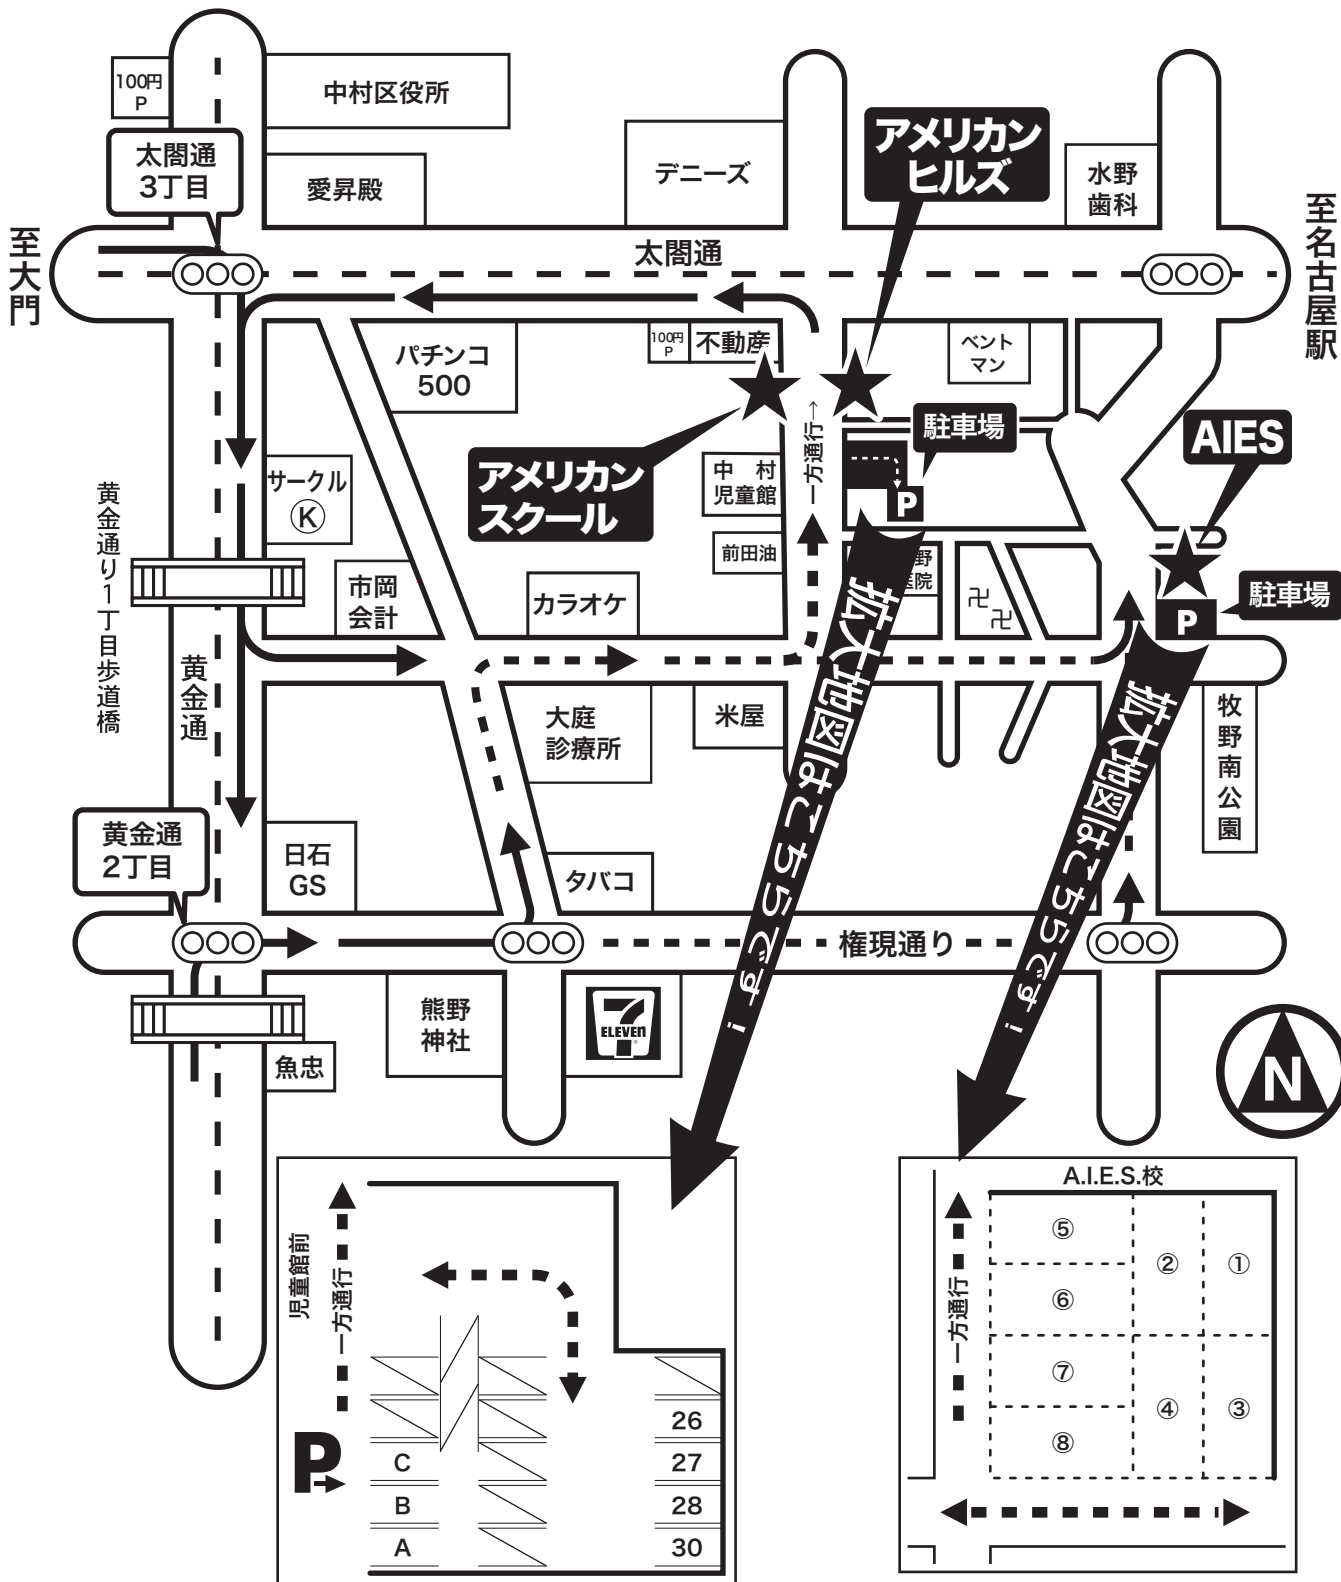 100円
P
中村区役所
太閤通
3丁目
愛昇殿
デニーズ
アメリカン
ヒルズ
水野
歯科
至大門
太閤通
至名古屋駅
パチンコ
500
100円
P
不動産
ベント
マン
一方通行→
駐車場
AIES
アメリカン
スクール
サークル
Ⓚ
中 村
児童館
P
前田油
野
医院
卍
卍
市岡
会計
カラオケ
駐車場
P
黄金通り1丁目歩道橋
黄金通
拡大地図はこちらです!
拡大地図はこちらです!
大庭
診療所
米屋
牧野南公園
黄金通
2丁目
日石
GS
タバコ
権現通り
熊野
神社
7
ELEVEN
魚忠
N
児童館前
一方通行
P
C
B
A
26
27
28
30
A.I.E.S.校
一方通行
⑤
⑥
⑦
⑧
②
①
④
③